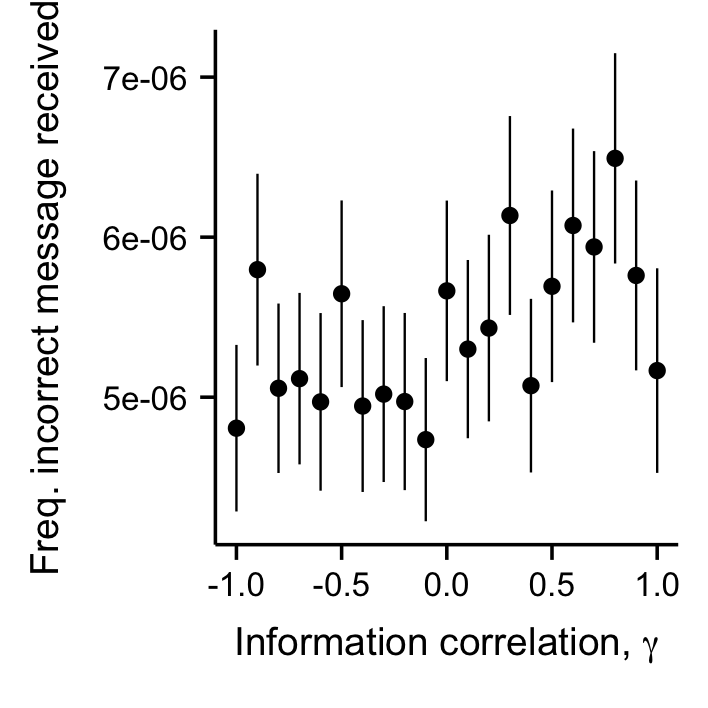 Freq. incorrect message received
7e-06
6e-06
5e-06
-1.0 -0.5 0.0 0.5 1.0
Information correlation, γ